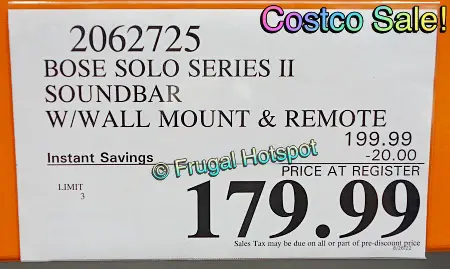 Costco Sale!
2062725
BOSE SOLO SERIES II
SOUNDBAR
W/WALL MOUNT & REMOTE
199.99
Instant Savings -20.00
© Frugal Hotspot
PRICE AT REGISTER
LIMIT
3
179.99
Sales Tax may be due on all or part of pre-discount price